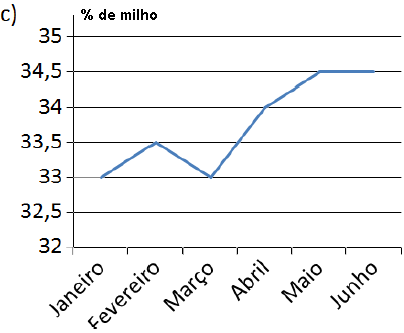 c)
% de milho
35
34,5
34
33,5
33
32,5
32
Janeiro
Fevereiro
Março
Abril
Maio
Junho